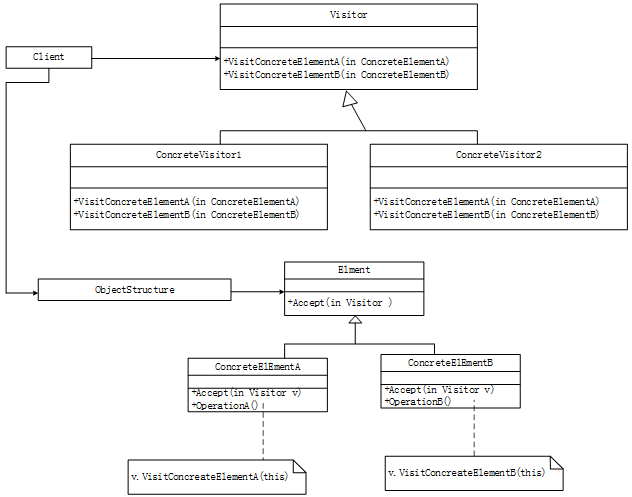 Visitor
Client
+VisitConcreteElementA(in ConcreteElementA)
+VisitConcreteElementB(in ConcreteElementB)
ConcreteVisitor1
ConcreteVisitor2
+VisitConcreteElementA(in ConcreteElementA)
+VisitConcreteElementB(in ConcreteElementB)
+VisitConcreteElementA(in ConcreteElementA)
+VisitConcreteElementB(in ConcreteElementB)
Elment
ObjectStructure
+Accept(in Visitor )
ConcreteElEmentA
ConcreteElEmentB
+Accept(in Visitor v)
+OperationA()
+Accept(in Visitor v)
+OperationB()
v. VisitConcreateElementA(this)
v. VisitConcreateElementB(this)